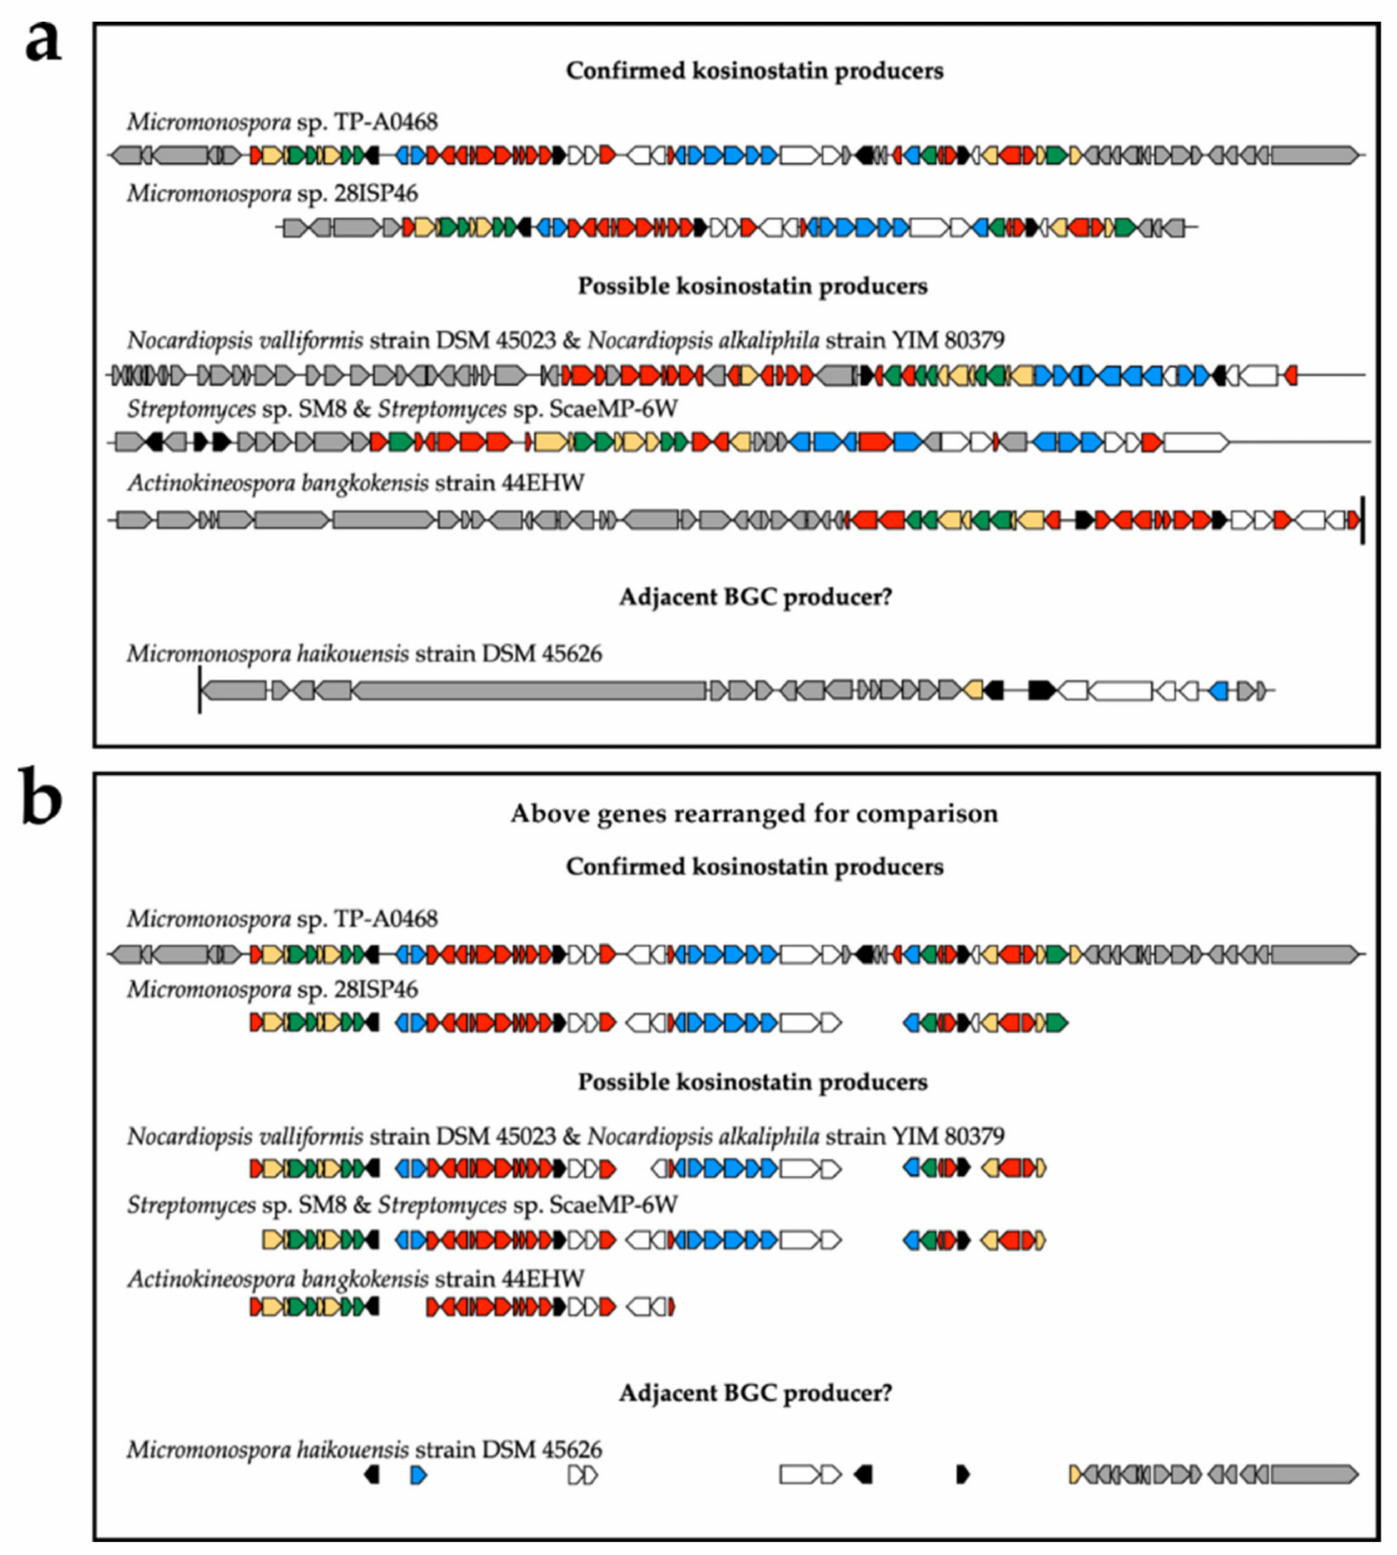 a
Confirmed kosinostatin producers
Micromonospora sp. TP-A0468
Micromonospora sp. 28ISP46
Possible kosinostatin producers
Nocardiopsis valliformis strain DSM 45023 & Nocardiopsis alkaliphila strain YIM 80379
Streptomyces sp. SM8 & Streptomyces sp. ScaeMP-6W
Actinokineospora bangkokensis strain 44EHW
Adjacent BGC producer?
Micromonospora haikouensis strain DSM 45626
b
Above genes rearranged for comparison
Confirmed kosinostatin producers
Micromonospora sp. TP-A0468
Micromonospora sp. 28ISP46
Possible kosinostatin producers
Nocardiopsis valliformis strain DSM 45023 & Nocardiopsis alkaliphila strain YIM 80379
Streptomyces sp. SM8 & Streptomyces sp. ScaeMP-6W
Actinokineospora bangkokensis strain 44EHW
Adjacent BGC producer?
Micromonospora haikouensis strain DSM 45626